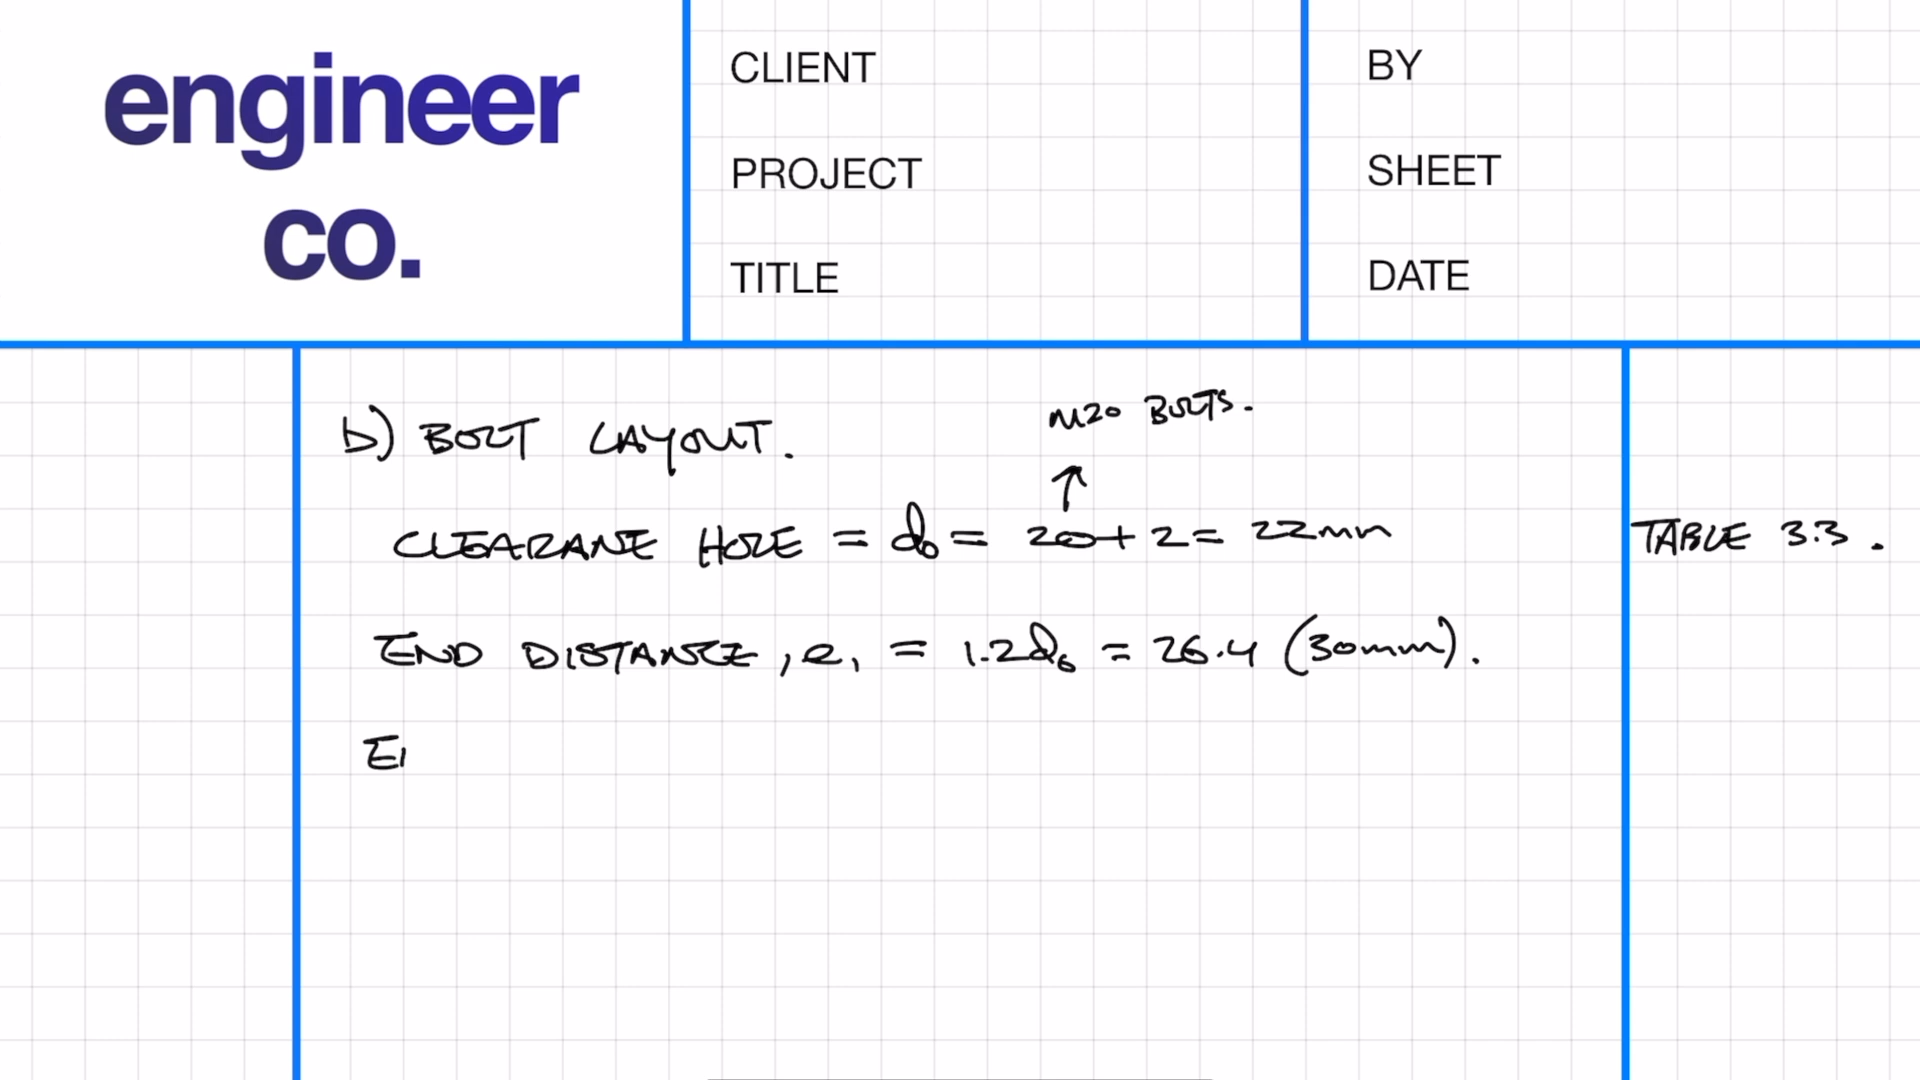 engineer
co.
CLIENT
PROJECT
TITLE
BY
SHEET
DATE
b) BOLT LAYOUT.
M20 BOLTS.
↑
CLEARANE HOLE = d₀ = 20 + 2 = 22mm
TABLE 3.3.
END DISTANCE, e₁ = 1.2d₀ = 26.4 (30mm).